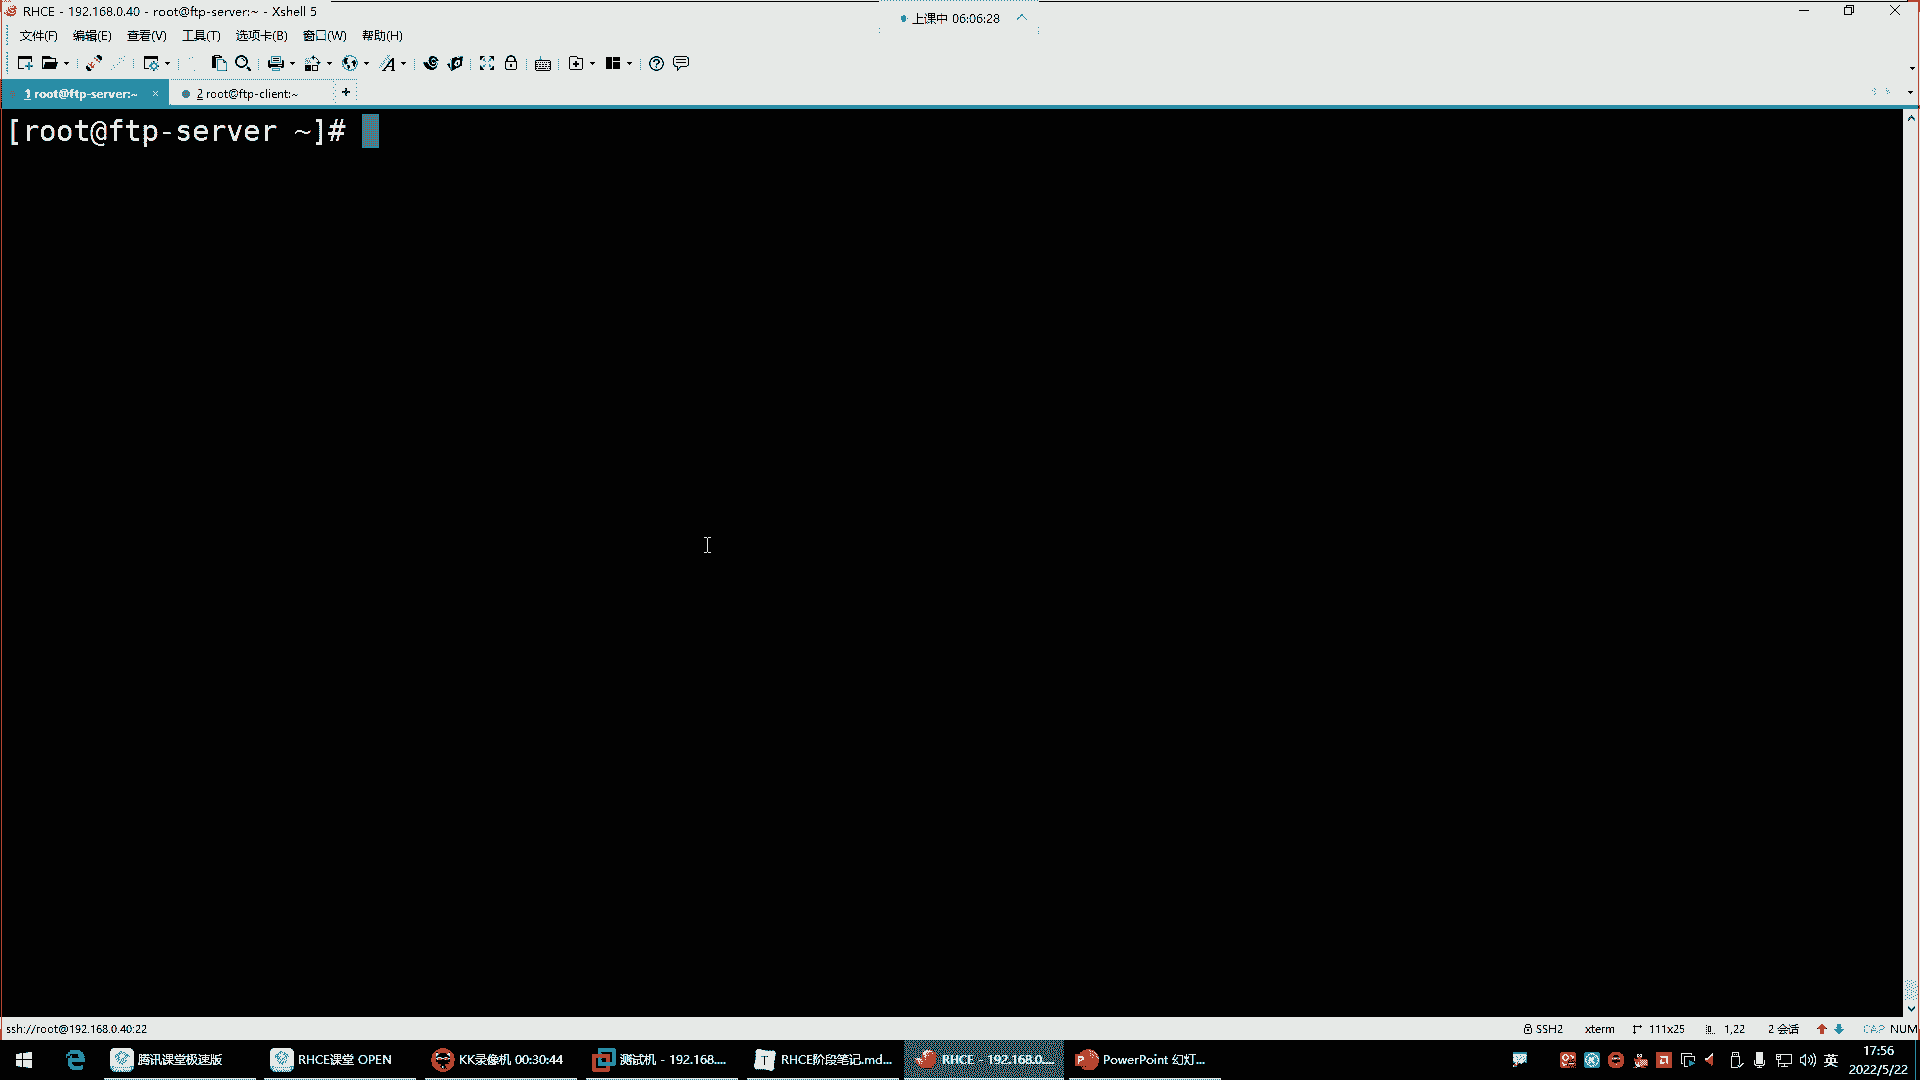 RHCE - 192.168.0.40 - root@ftp-server:~ - Xshell 5
上课中 06:06:28
文件(F) 编辑(E) 查看(V) 工具(T) 选项卡(B) 窗口(W) 帮助(H)
1 root@ftp-server:~ × 2 root@ftp-client:~ +
[root@ftp-server ~]#
ssh://root@192.168.0.40:22 SSH2 xterm 111x25 1,22 2 会话 CAP NUM
腾讯课堂极速版 RHCE课堂 OPEN KK录像机 00:30:44 测试机 - 192.168.... RHCE阶段笔记.md... RHCE - 192.168.0.... PowerPoint 幻灯... 英 17:56
2022/5/22